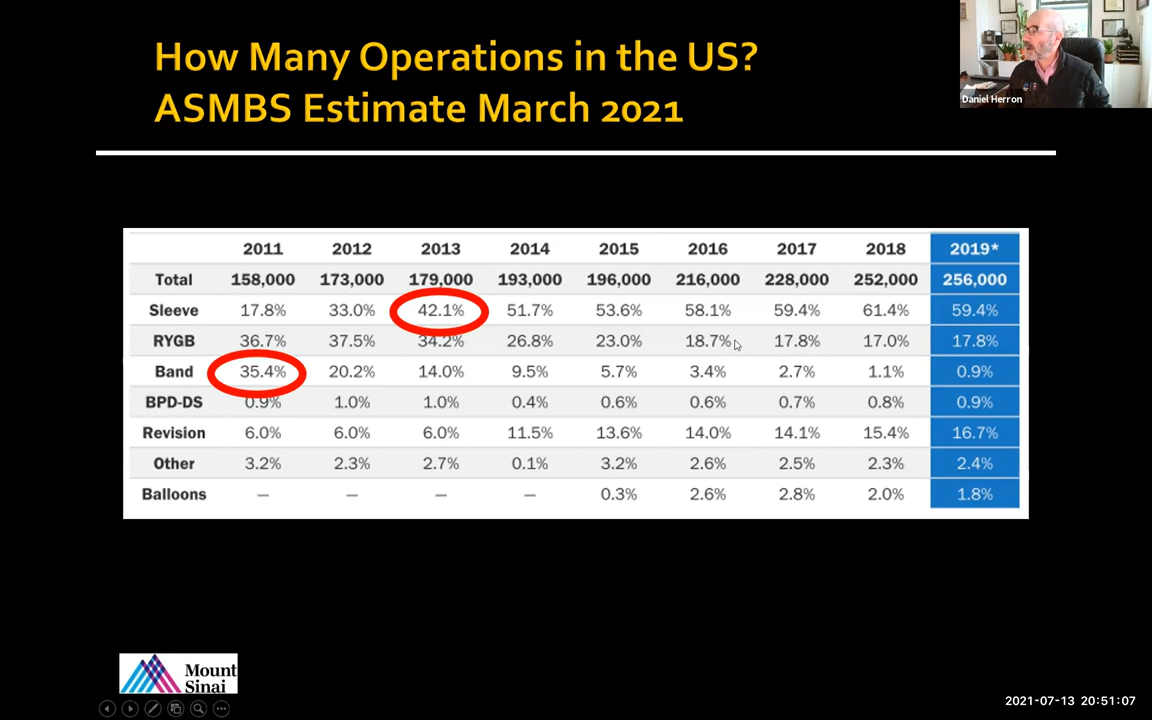 How Many Operations in the US?
ASMBS Estimate March 2021
Daniel Herron
2011 2012 2013 2014 2015 2016 2017 2018 2019*
Total 158,000 173,000 179,000 193,000 196,000 216,000 228,000 252,000 256,000
Sleeve 17.8% 33.0% 42.1% 51.7% 53.6% 58.1% 59.4% 61.4% 59.4%
RYGB 36.7% 37.5% 34.2% 26.8% 23.0% 18.7% 17.8% 17.0% 17.8%
Band 35.4% 20.2% 14.0% 9.5% 5.7% 3.4% 2.7% 1.1% 0.9%
BPD-DS 0.9% 1.0% 1.0% 0.4% 0.6% 0.6% 0.7% 0.8% 0.9%
Revision 6.0% 6.0% 6.0% 11.5% 13.6% 14.0% 14.1% 15.4% 16.7%
Other 3.2% 2.3% 2.7% 0.1% 3.2% 2.6% 2.5% 2.3% 2.4%
Balloons — — — — 0.3% 2.6% 2.8% 2.0% 1.8%
Mount
Sinai
2021-07-13 20:51:07